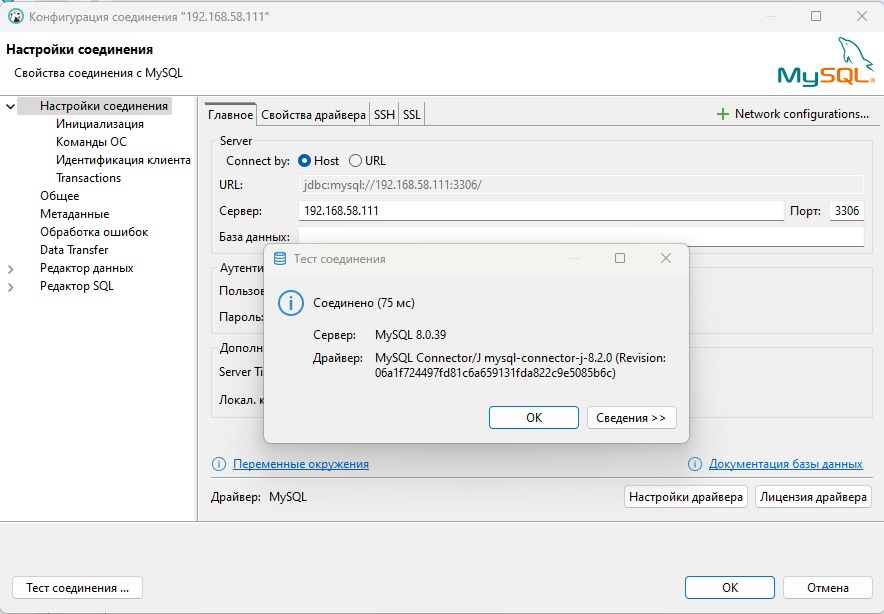 Конфигурация соединения "192.168.58.111"
Настройки соединения
Свойства соединения с MySQL
MySQL®
Настройки соединения
Инициализация
Команды ОС
Идентификация клиента
Transactions
Общее
Метаданные
Обработка ошибок
Data Transfer
Редактор данных
Редактор SQL
Главное Свойства драйвера SSH SSL
Network configurations...
Server
Connect by: Host URL
URL: jdbc:mysql://192.168.58.111:3306/
Сервер: 192.168.58.111 Порт: 3306
База данных:
Аутенти
Пользов
Пароль:
Дополн
Server Ti
Локал. к
Тест соединения
Соединено (75 мс)
Сервер: MySQL 8.0.39
Драйвер: MySQL Connector/J mysql-connector-j-8.2.0 (Revision:
06a1f724497fd81c6a659131fda822c9e5085b6c)
OK Сведения >>
Переменные окружения Документация базы данных
Драйвер: MySQL Настройки драйвера Лицензия драйвера
Тест соединения ... OK Отмена